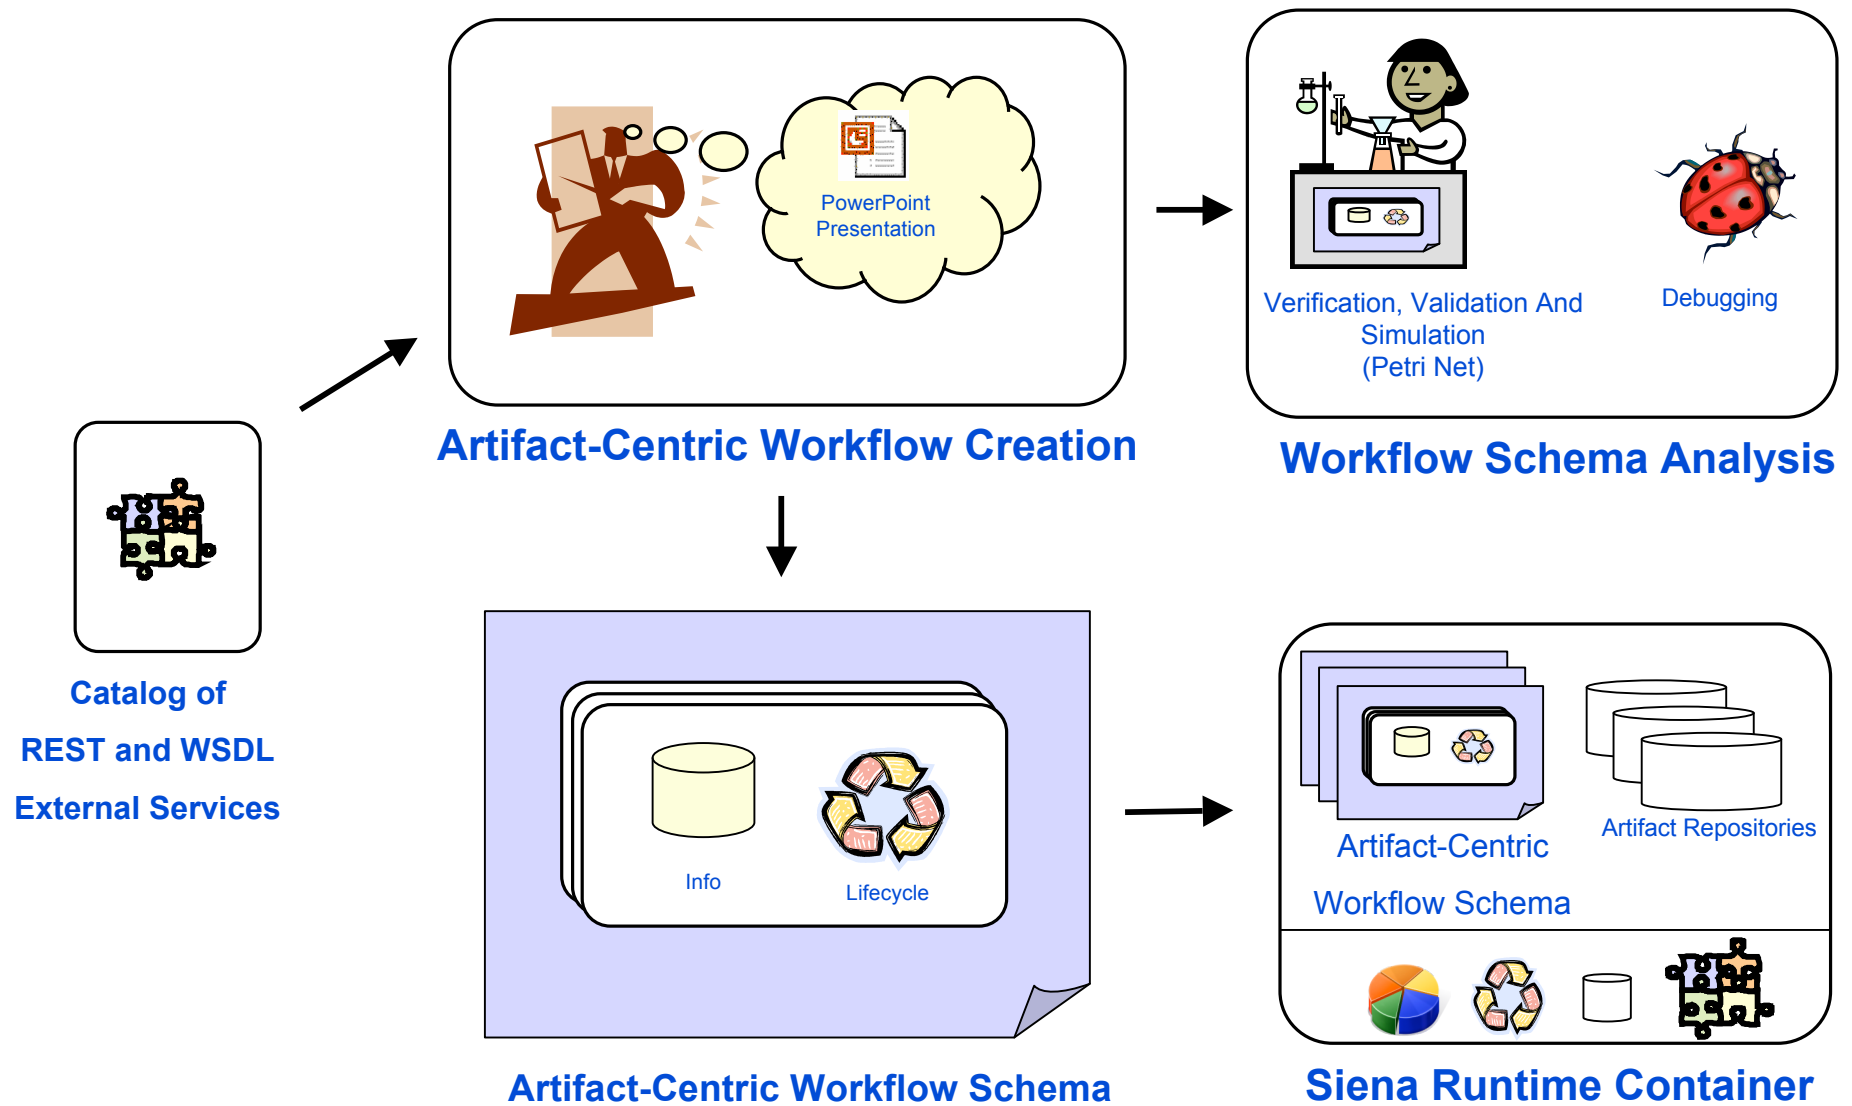 PowerPoint
Presentation
Artifact-Centric Workflow Creation
Verification, Validation And
Simulation
(Petri Net)
Debugging
Workflow Schema Analysis
Catalog of
REST and WSDL
External Services
Info
Lifecycle
Artifact-Centric Workflow Schema
Artifact-Centric
Workflow Schema
Artifact Repositories
Siena Runtime Container